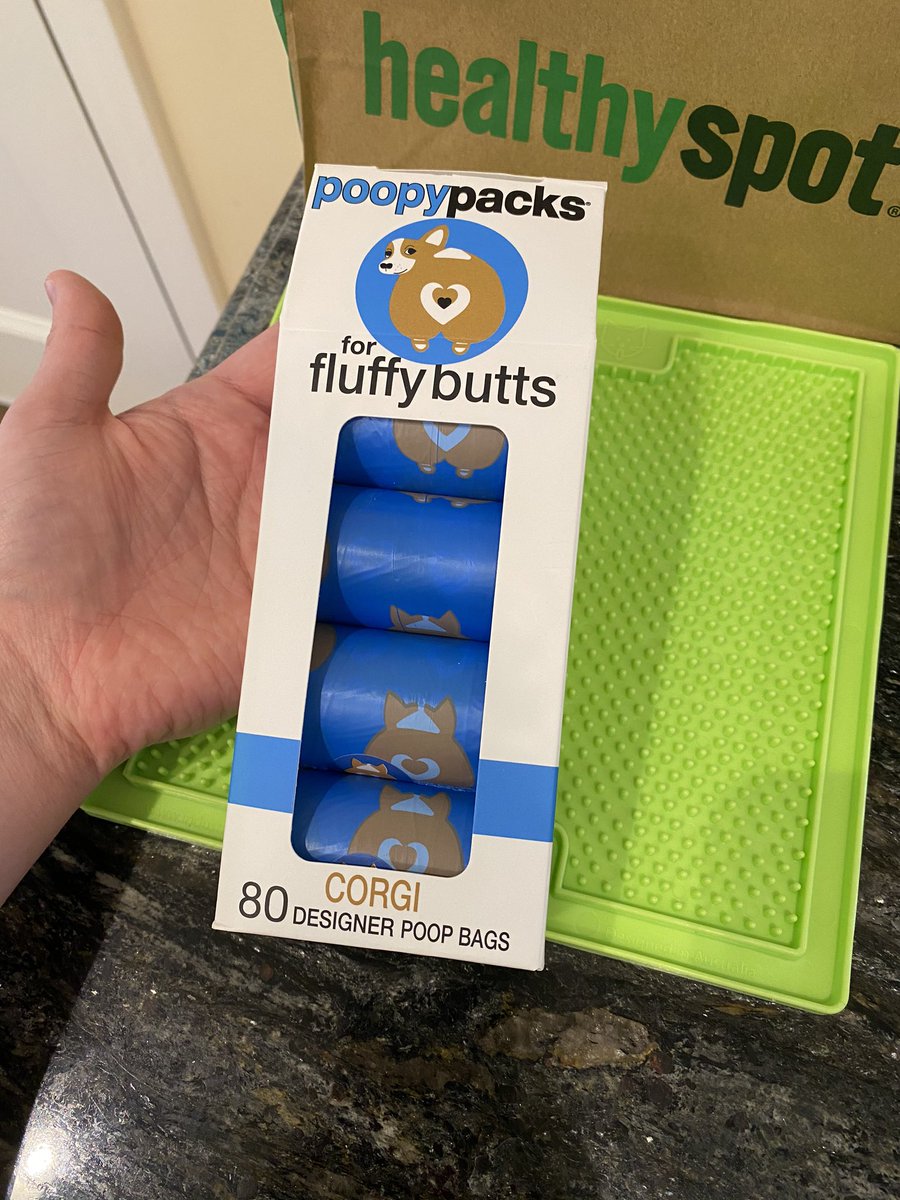 healthyspot®
poopypacks®
for
fluffy butts
CORGI
80 DESIGNER POOP BAGS